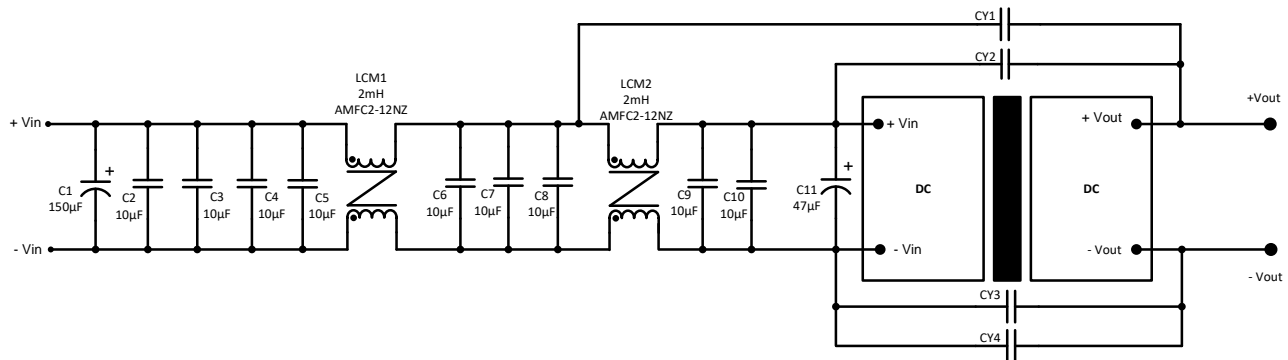 CY1
CY2
LCM1
2mH
AMFC2-12NZ
LCM2
2mH
AMFC2-12NZ
+Vout
+ Vin
+ Vin
+ Vout
+
C1
150µF
C2
10µF
C3
10µF
C4
10µF
C5
10µF
C6
10µF
C7
10µF
C8
10µF
C9
10µF
C10
10µF
+
C11
47µF
DC
DC
- Vin
- Vin
- Vout
- Vout
CY3
CY4